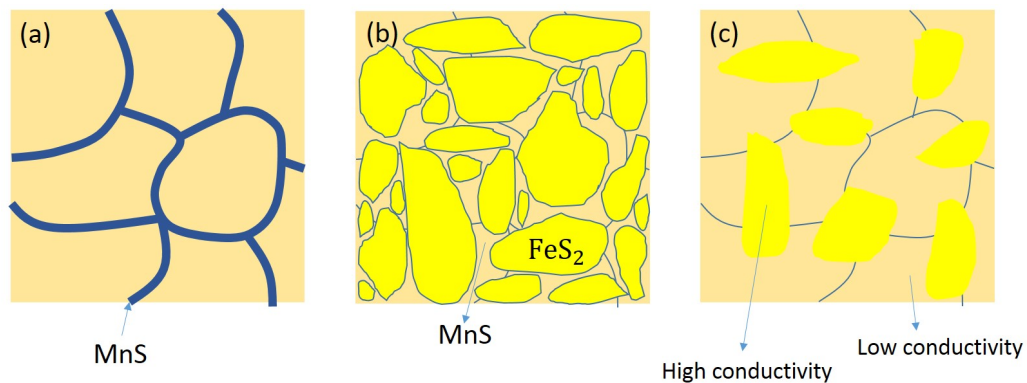 (a)
(b)
(c)
FeS₂
MnS
MnS
High conductivity
Low conductivity